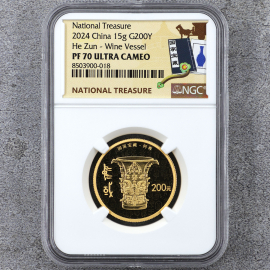 National Treasure
2024 China 15g G200Y
He Zun - Wine Vessel
PF 70 ULTRA CAMEO
8503900-018
NATIONAL TREASURE
NGC
200元